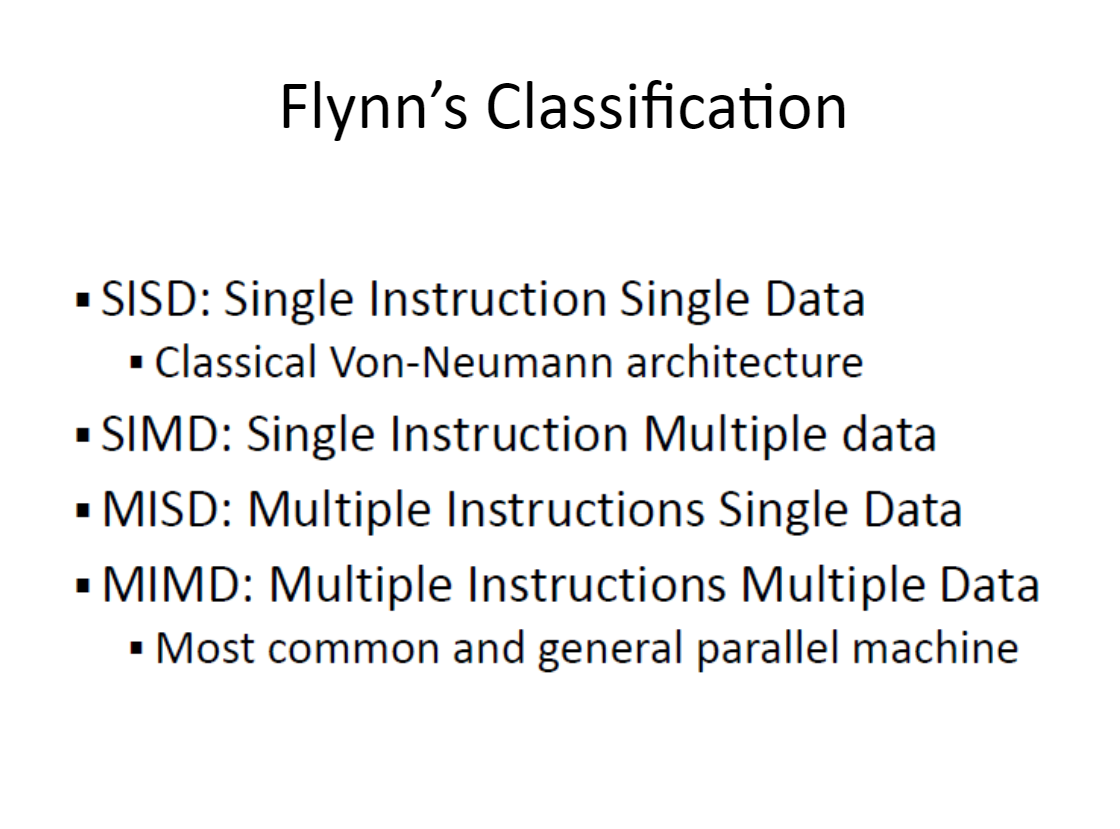 Flynn’s Classification
▪ SISD: Single Instruction Single Data
▪ Classical Von-Neumann architecture
▪ SIMD: Single Instruction Multiple data
▪ MISD: Multiple Instructions Single Data
▪ MIMD: Multiple Instructions Multiple Data
▪ Most common and general parallel machine